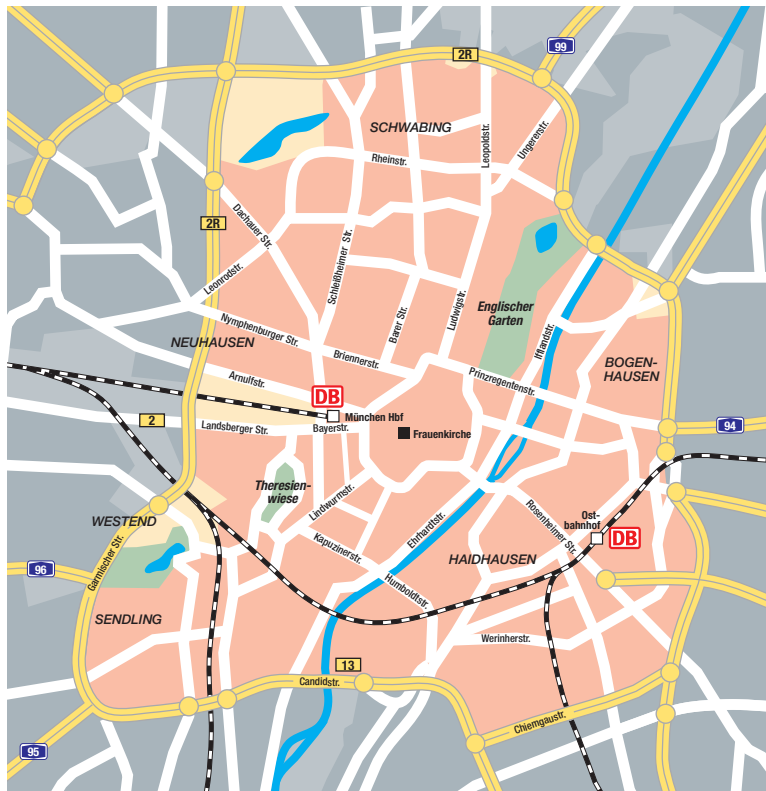 2R
99
SCHWABING
Leopoldstr.
Ungererstr.
Rheinstr.
2R
Dachauer Str.
Schleißheimer Str.
Leonrodstr.
Englischer
Garten
Ludwigstr.
Barer Str.
Nymphenburger Str.
Ifflandstr.
NEUHAUSEN
Briennerstr.
BOGEN-
HAUSEN
Prinzregentenstr.
Arnulfstr.
DB
München Hbf
2
Landsberger Str.
Bayerstr.
Frauenkirche
94
Theresien-
wiese
Lindwurmstr.
WESTEND
Ehrhardtstr.
Rosenheimer Str.
Ost-
bahnhof
DB
Garmischer Str.
Kapuzinerstr.
HAIDHAUSEN
96
Humboldtstr.
SENDLING
Werinherstr.
13
Candidstr.
Chiemgaustr.
95